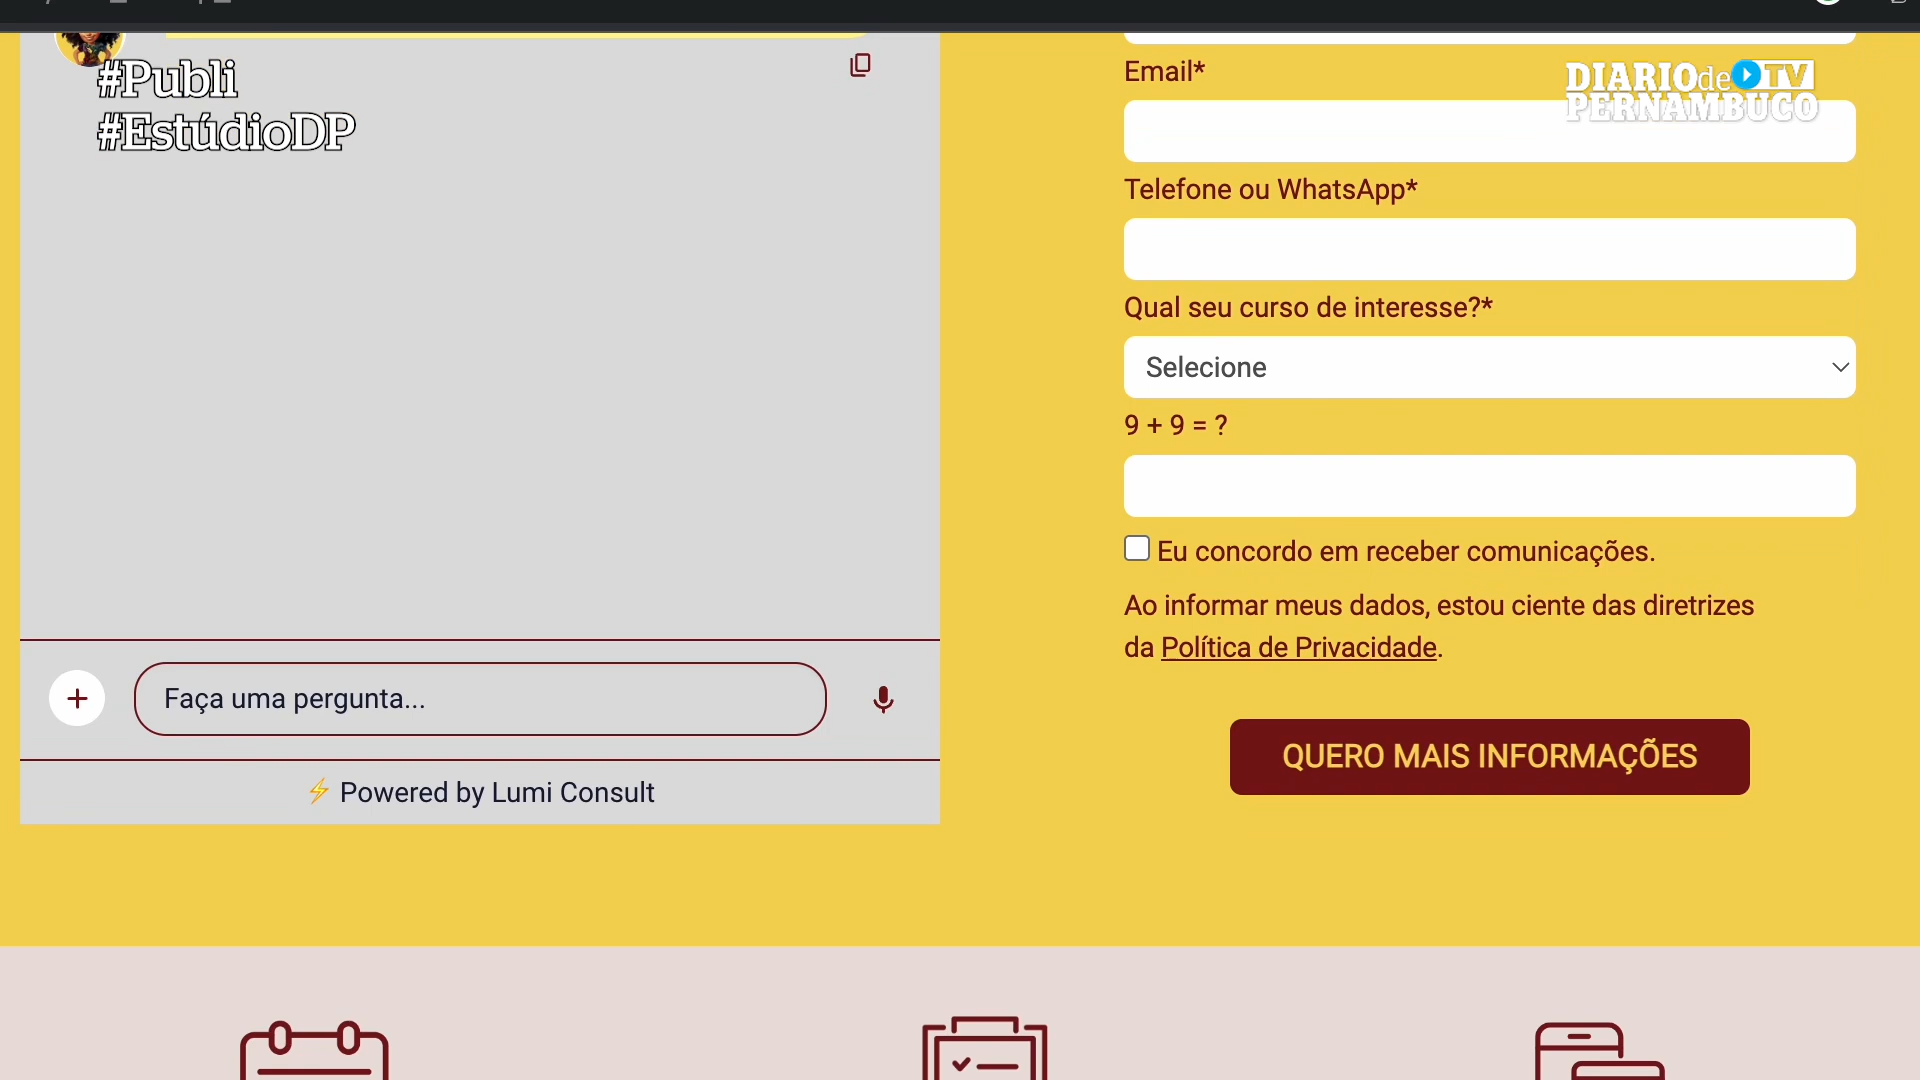 #Publi
#EstúdioDP
Faça uma pergunta...
⚡ Powered by Lumi Consult
DIARIOdeTV
PERNAMBUCO
Email*
Telefone ou WhatsApp*
Qual seu curso de interesse?*
Selecione
9 + 9 = ?
Eu concordo em receber comunicações.
Ao informar meus dados, estou ciente das diretrizes
da Política de Privacidade.
QUERO MAIS INFORMAÇÕES